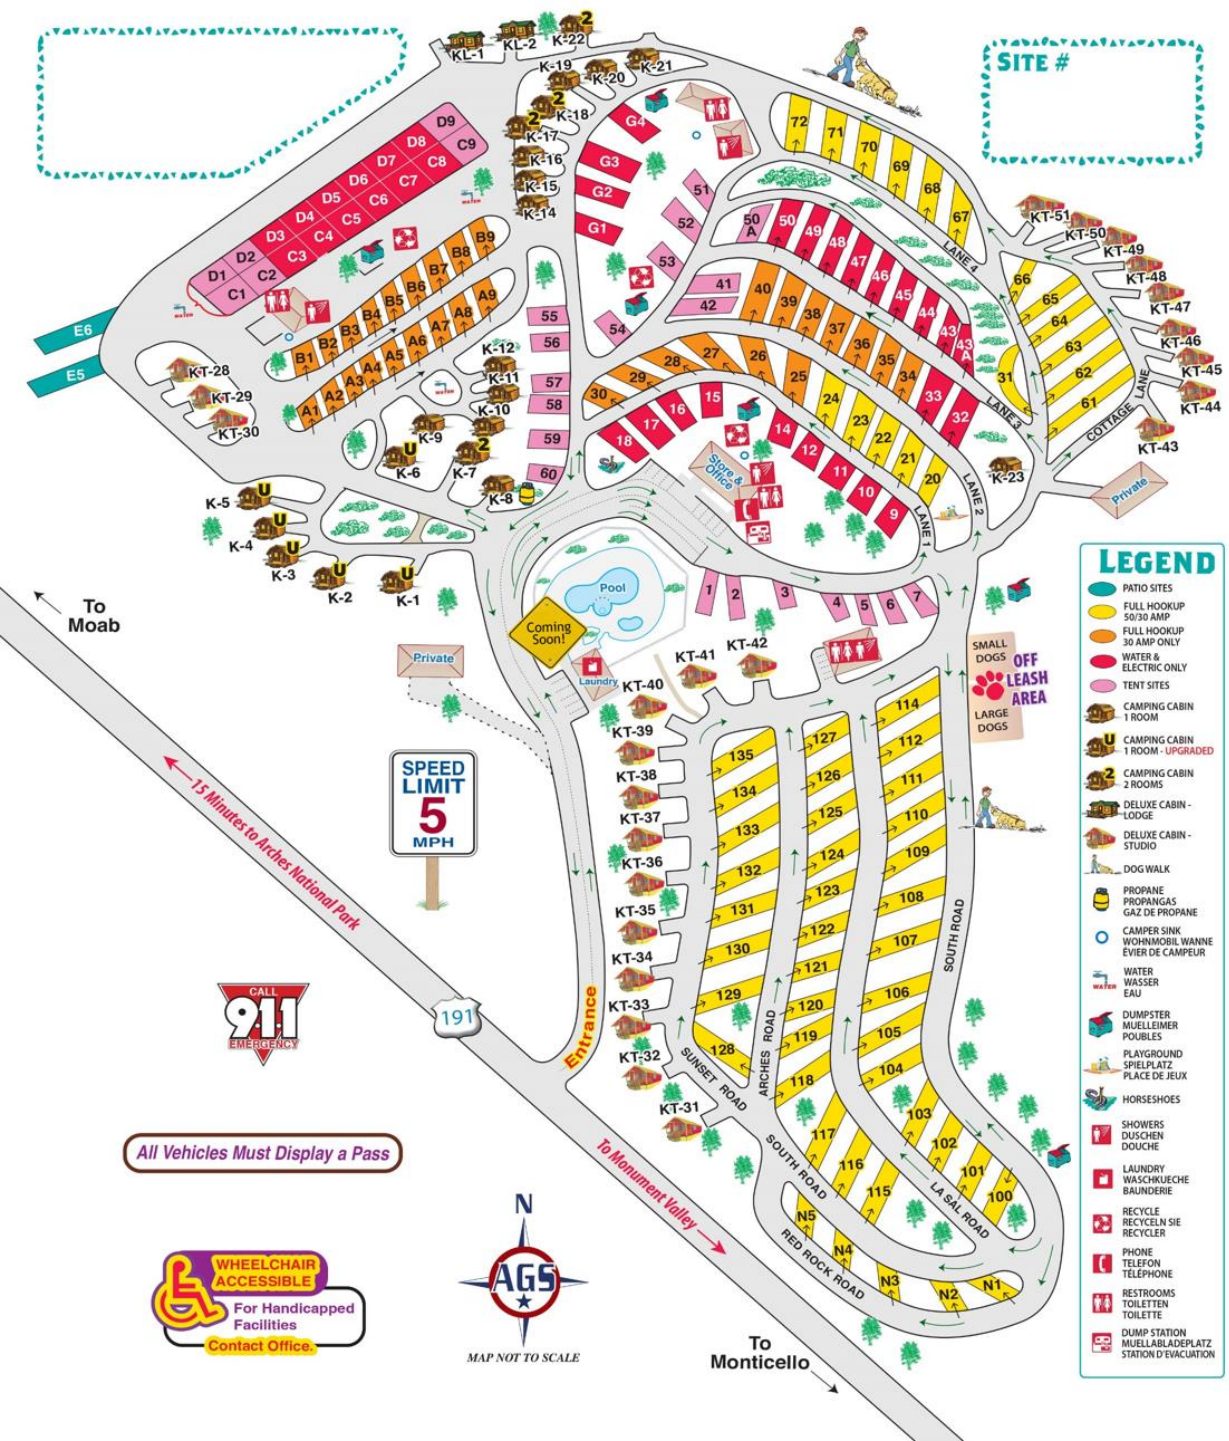 SITE #
KL-1
KL-2
2
K-22
K-19
K-20
K-21
2
K-18
2
K-17
K-16
K-15
K-14
D9
C9
D8
C8
D7
C7
D6
C6
D5
C5
D4
C4
D3
C3
D2
C2
D1
C1
WATER
WATER
G4
G3
G2
G1
51
52
53
54
72
71
70
69
68
67
LANE 4
50
A
50
49
48
47
46
45
44
43
43
A
41
42
40
39
38
37
36
35
34
33
32
LANE 3
31
66
65
64
63
62
61
COTTAGE LANE
KT-51
KT-50
KT-49
KT-48
KT-47
KT-46
KT-45
KT-44
KT-43
Private
K-23
E6
E5
KT-28
KT-29
KT-30
B1
B2
B3
B4
B5
B6
B7
B8
B9
A1
A2
A3
A4
A5
A6
A7
A8
A9
WATER
K-12
K-11
K-10
K-9
U
K-6
2
K-7
K-8
55
56
57
58
59
60
30
29
28
27
26
25
24
23
22
21
20
LANE 2
18
17
16
15
14
12
11
10
9
LANE 1
Store &
Office
U
K-5
U
K-4
U
K-3
U
K-2
U
K-1
Pool
Coming
Soon!
Laundry
1
2
3
4
5
6
7
To
Moab
Private
KT-42
KT-41
KT-40
KT-39
KT-38
KT-37
KT-36
KT-35
KT-34
KT-33
KT-32
KT-31
SMALL
DOGS
OFF
LEASH
AREA
LARGE
DOGS
135
134
133
132
131
130
129
128
127
126
125
124
123
122
121
120
119
118
117
116
115
114
112
111
110
109
108
107
106
105
104
103
102
101
100
SOUTH ROAD
ARCHES ROAD
SUNSET ROAD
SOUTH ROAD
LA SAL ROAD
RED ROCK ROAD
N5
N4
N3
N2
N1
SPEED
LIMIT
5
MPH
15 Minutes to Arches National Park
191
Entrance
To Monument Valley
To
Monticello
CALL
9.1.1
EMERGENCY
All Vehicles Must Display a Pass
WHEELCHAIR
ACCESSIBLE
For Handicapped
Facilities
Contact Office.
N
AGS
MAP NOT TO SCALE
LEGEND
PATIO SITES
FULL HOOKUP
50/30 AMP
FULL HOOKUP
30 AMP ONLY
WATER &
ELECTRIC ONLY
TENT SITES
CAMPING CABIN
1 ROOM
U
CAMPING CABIN
1 ROOM - UPGRADED
2
CAMPING CABIN
2 ROOMS
DELUXE CABIN -
LODGE
DELUXE CABIN -
STUDIO
DOG WALK
PROPANE
PROPANGAS
GAZ DE PROPANE
CAMPER SINK
WOHNMOBIL WANNE
ÉVIER DE CAMPEUR
WATER
WATER
WASSER
EAU
DUMPSTER
MUELLEIMER
POUBLES
PLAYGROUND
SPIELPLATZ
PLACE DE JEUX
HORSESHOES
SHOWERS
DUSCHEN
DOUCHE
LAUNDRY
WASCHKUECHE
BAUNDERIE
RECYCLE
RECYCELN SIE
RECYCLER
PHONE
TELEFON
TÉLÉPHONE
RESTROOMS
TOILETTEN
TOILETTE
DUMP STATION
MUELLABLADEPLATZ
STATION D'EVACUATION